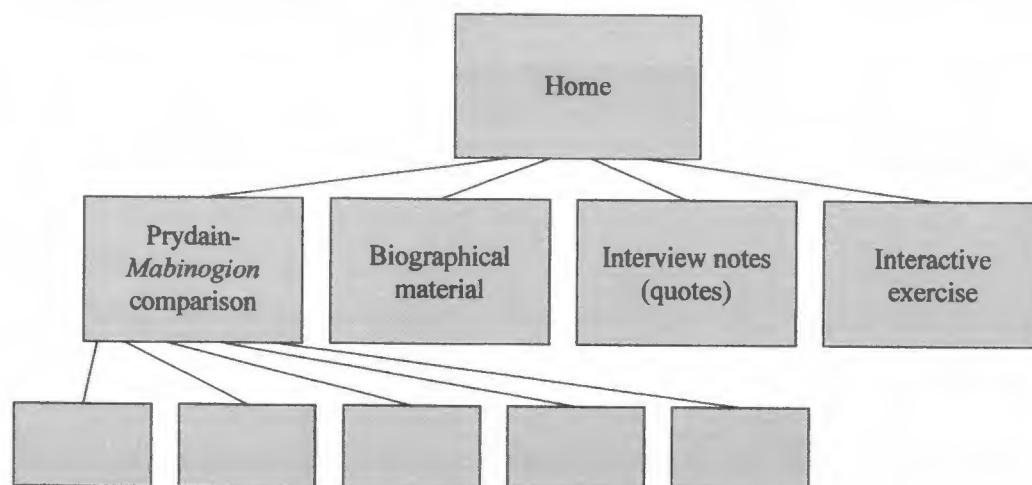 Home
Prydain-
Mabinogion
comparison
Biographical
material
Interview notes
(quotes)
Interactive
exercise